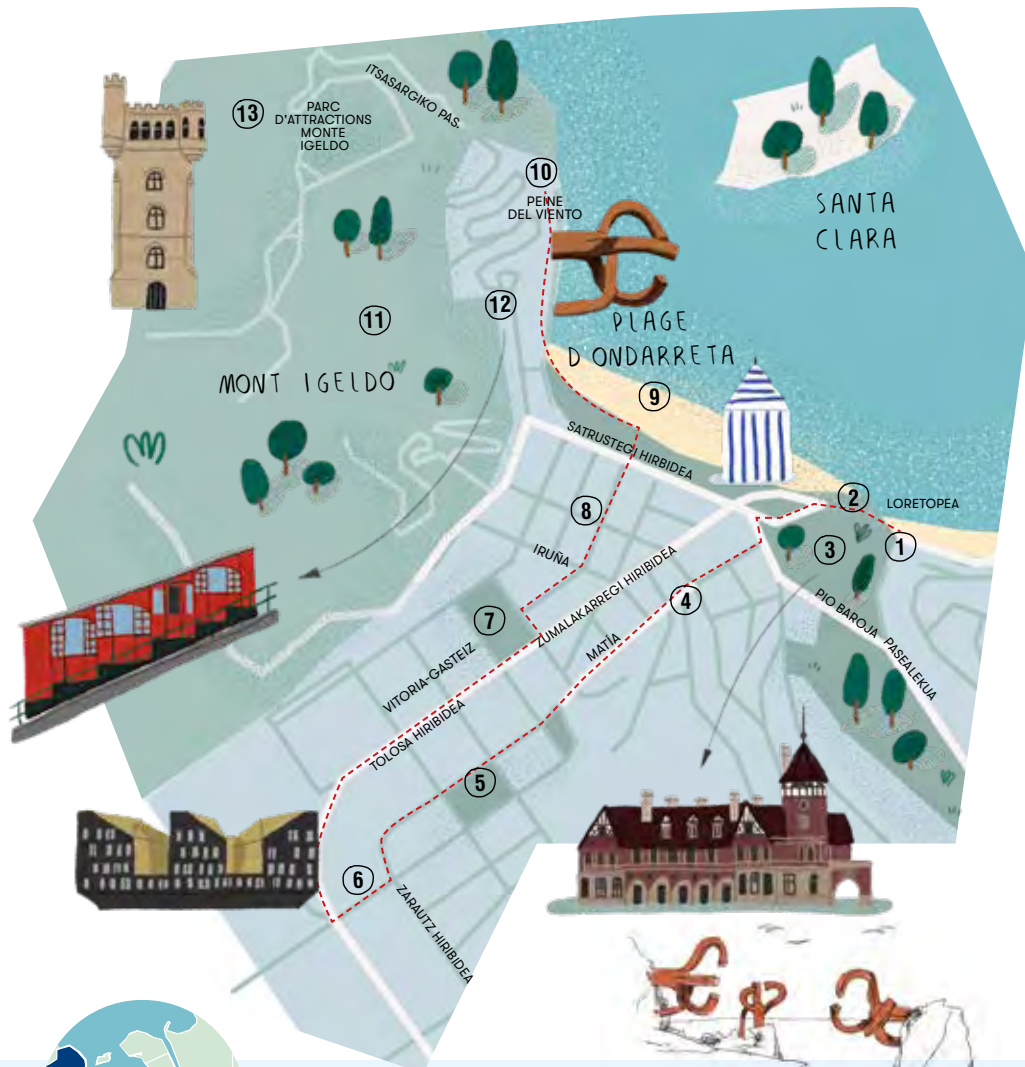 ITSASARGIKO PAS.
13
PARC
D'ATTRACTIONS
MONTE
IGELDO
10
PEINE
DEL VIENTO
SANTA
CLARA
12
11
PLAGE
D ONDARRETA
MONT IGELDO
9
SATRUSTEGI HIRBIDEA
2
LORETOPEA
8
3
1
IRUÑA
ZUMALAKARREGI HIRIBIDEA
4
PIO BAROJA PASEALEKUA
7
MATÍA
VITORIA-GASTEIZ
TOLOSA HIRIBIDEA
5
6
ZARAUTZ HIRIBIDEA